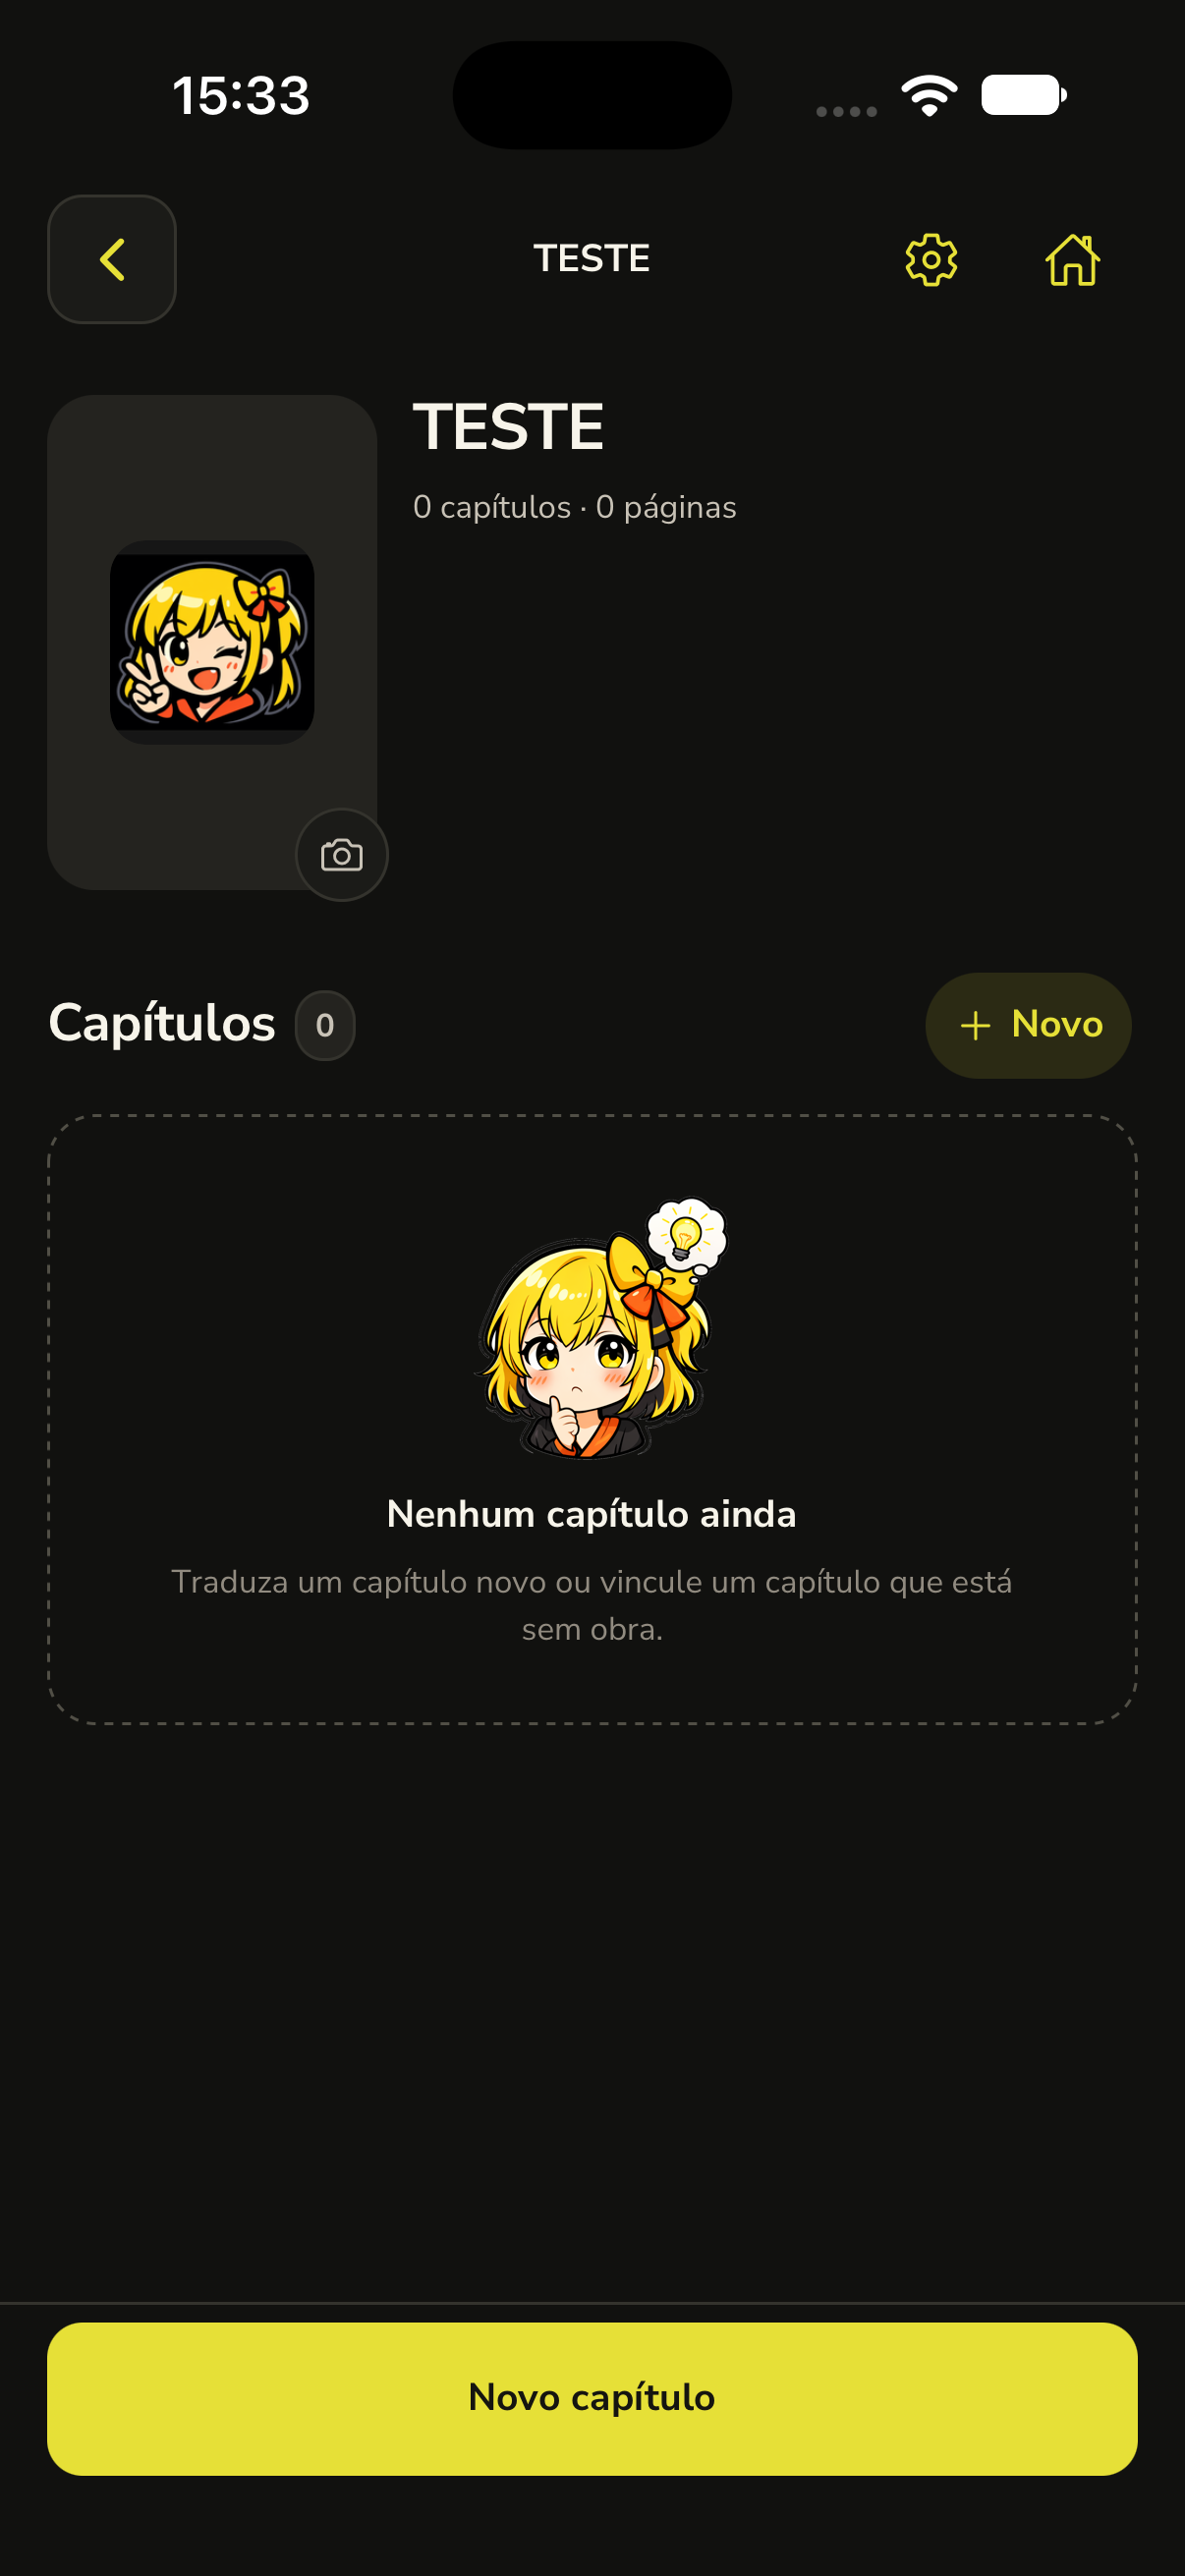 15:33
TESTE
TESTE
0 capítulos · 0 páginas
Capítulos 0
+ Novo
Nenhum capítulo ainda
Traduza um capítulo novo ou vincule um capítulo que está
sem obra.
Novo capítulo